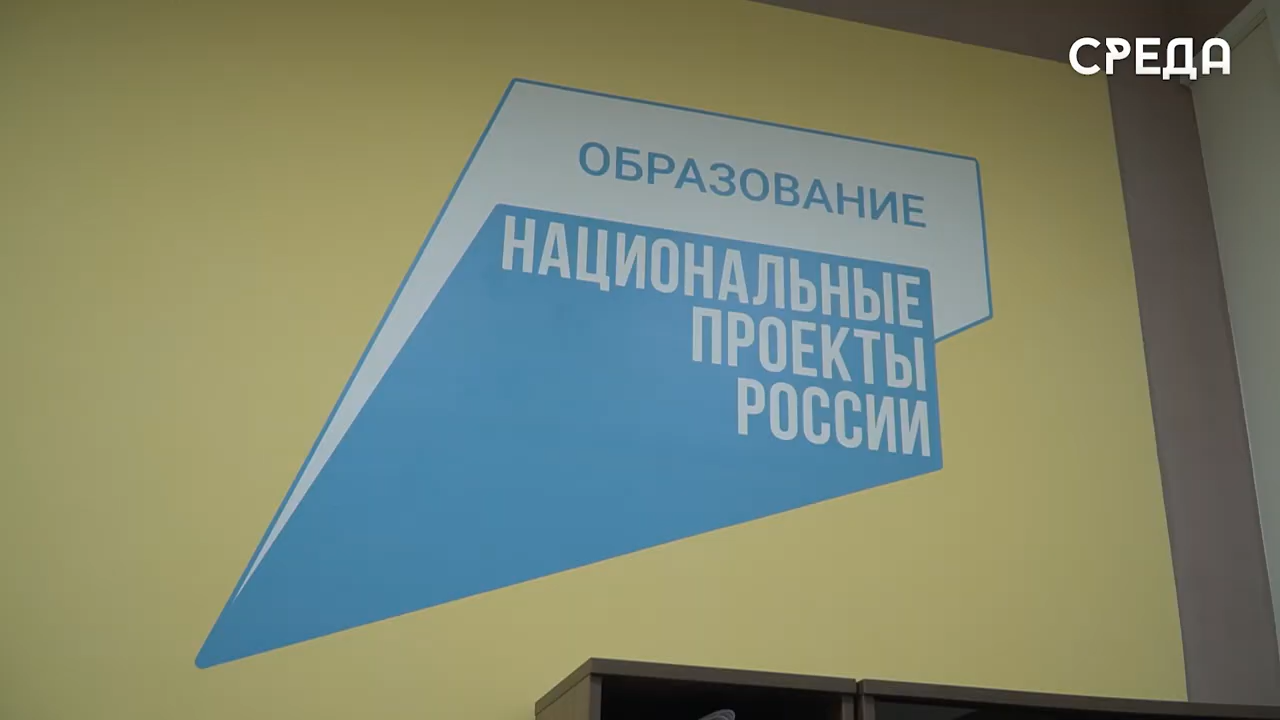 СРЕДА
ОБРАЗОВАНИЕ
НАЦИОНАЛЬНЫЕ
ПРОЕКТЫ
РОССИИ